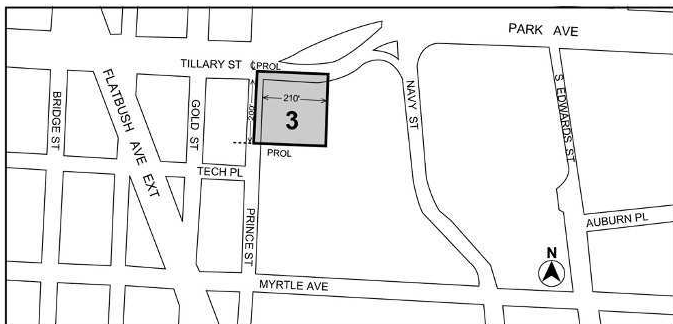 PARK AVE
TILLARY ST
PROL
210'
3
PROL
BRIDGE ST
FLATBUSH AVE EXT
GOLD ST
TECH PL
PRINCE ST
NAVY ST
S EDWARDS ST
AUBURN PL
N
MYRTLE AVE